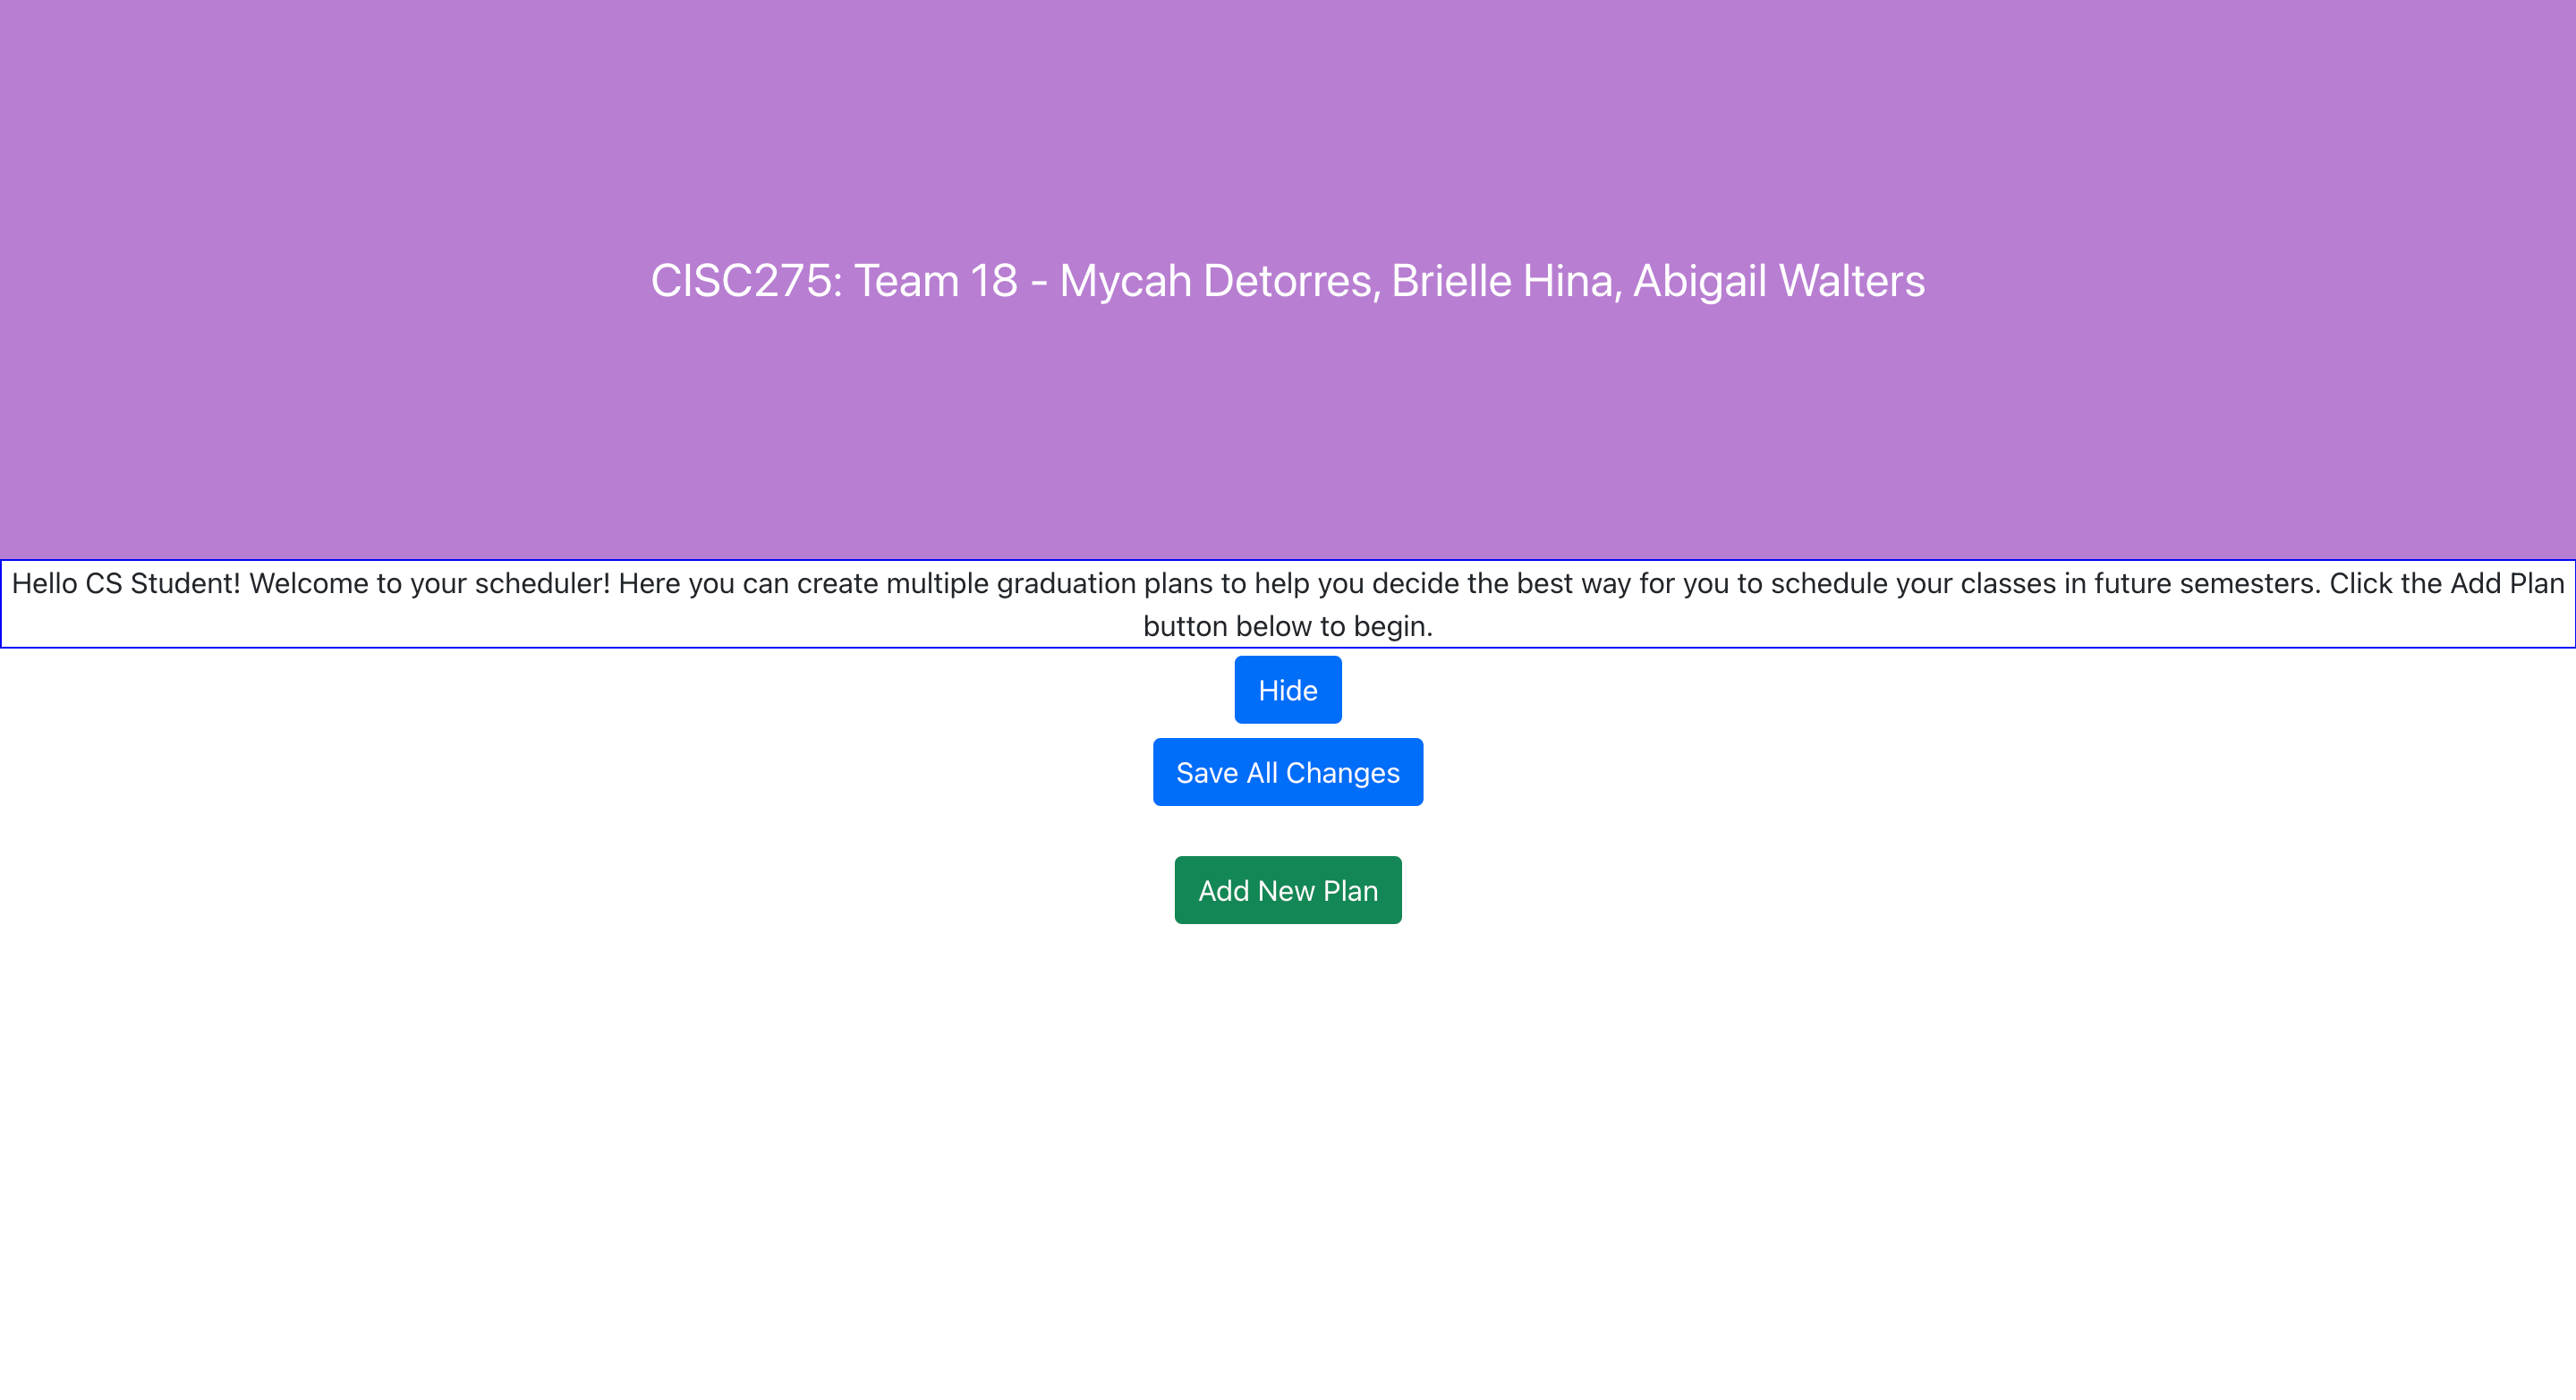 CISC275: Team 18 - Mycah Detorres, Brielle Hina, Abigail Walters
Hello CS Student! Welcome to your scheduler! Here you can create multiple graduation plans to help you decide the best way for you to schedule your classes in future semesters. Click the Add Plan
button below to begin.
Hide
Save All Changes
Add New Plan